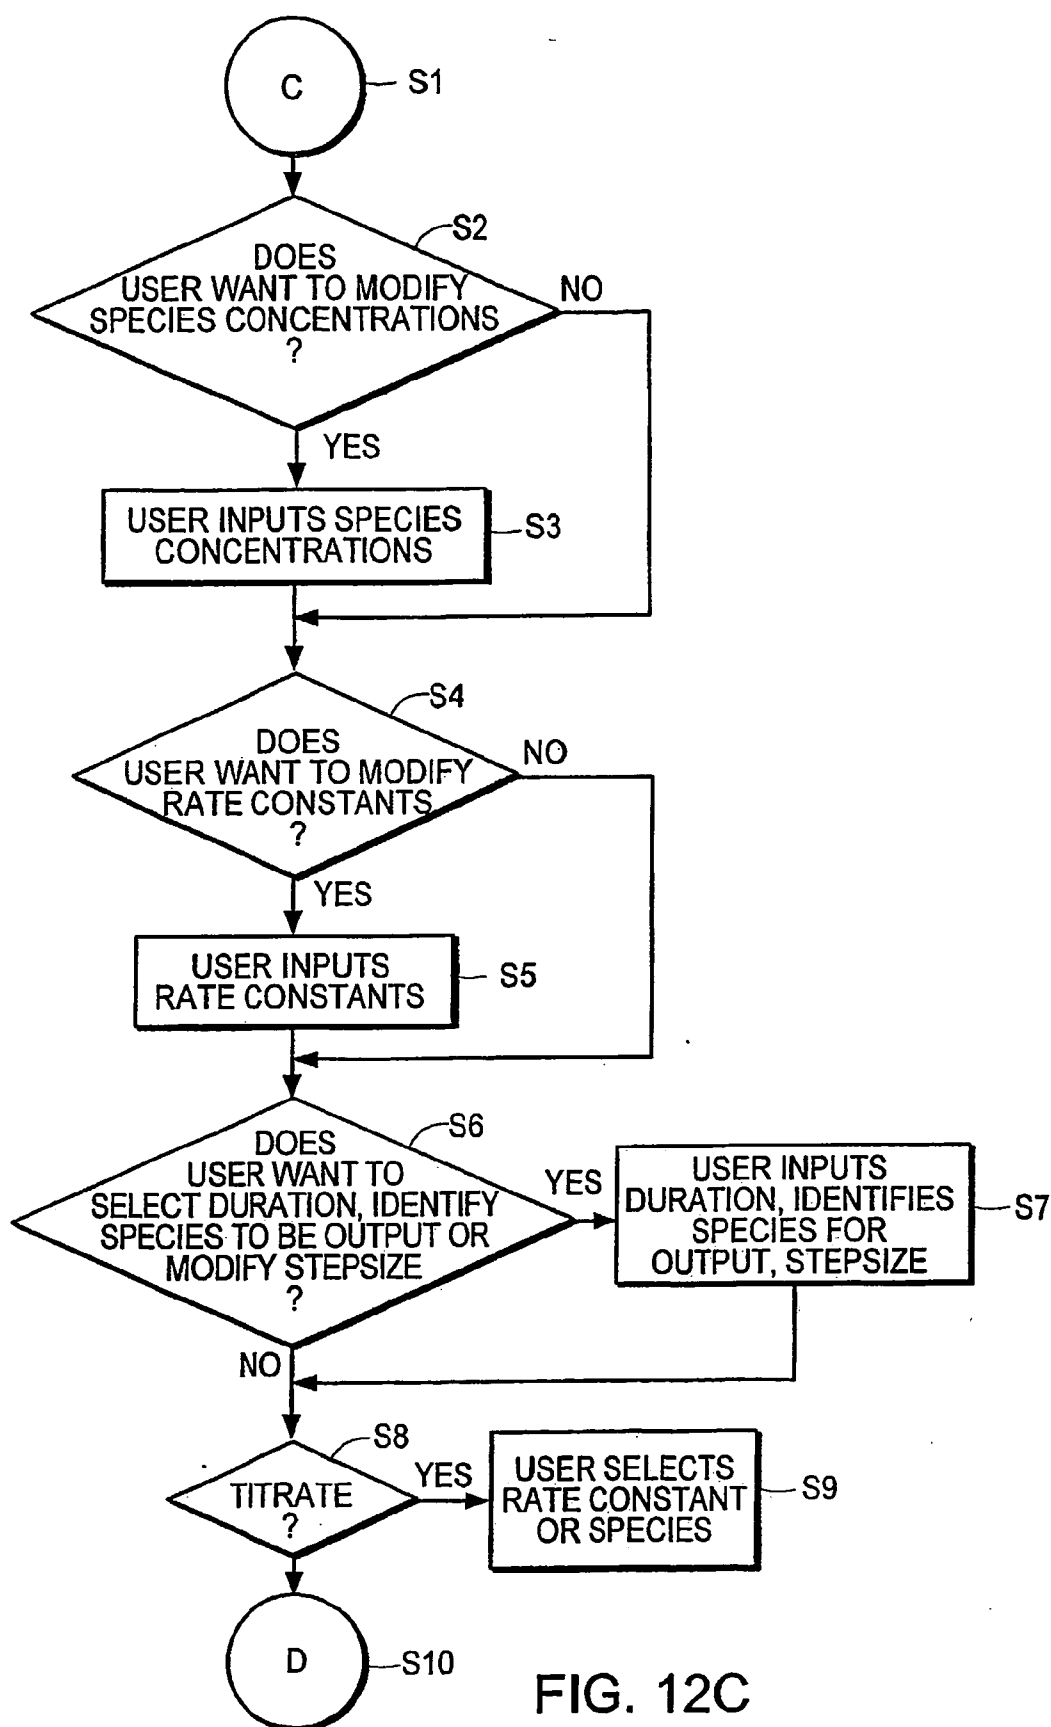 C
S1
S2
DOES
USER WANT TO MODIFY
SPECIES CONCENTRATIONS
?
NO
YES
USER INPUTS SPECIES
CONCENTRATIONS
S3
S4
DOES
USER WANT TO MODIFY
RATE CONSTANTS
?
NO
YES
USER INPUTS
RATE CONSTANTS
S5
S6
DOES
USER WANT TO
SELECT DURATION, IDENTIFY
SPECIES TO BE OUTPUT OR
MODIFY STEPSIZE
?
YES
USER INPUTS
DURATION, IDENTIFIES
SPECIES FOR
OUTPUT, STEPSIZE
S7
NO
S8
TITRATE
?
YES
USER SELECTS
RATE CONSTANT
OR SPECIES
S9
D
S10
FIG. 12C